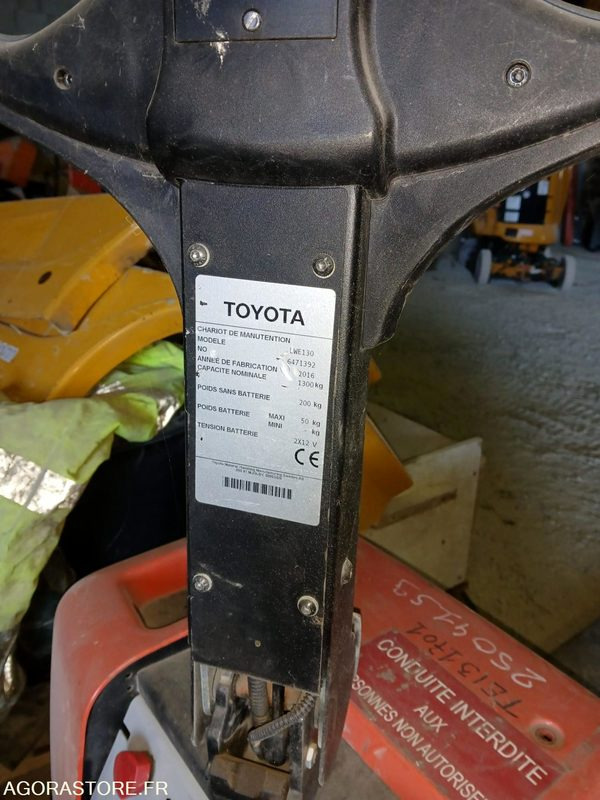 TOYOTA
CHARIOT DE MANUTENTION
MODELE LWE130
NO 6471392
ANNEE DE FABRICATION 2016
CAPACITE NOMINALE 1300 kg
POIDS SANS BATTERIE 200 kg
POIDS BATTERIE MAXI 50 kg
MINI - kg
TENSION BATTERIE 2X12 V
CE
2504253
TE131701
CONDUITE INTERDITE
AUX
PERSONNES NON AUTORISEES
AGORASTORE.FR